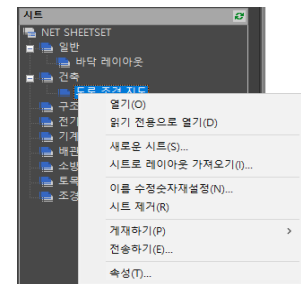 시트
NET SHEETSET
일반
바닥 레이아웃
건축
도로 조경 지도
구조
전기
기계
배관
소방
토목
조경
열기(O)
읽기 전용으로 열기(D)
새로운 시트(S)...
시트로 레이아웃 가져오기(I)...
이름 수정숫자재설정(N)...
시트 제거(R)
게재하기(P)
전송하기(E)...
속성(T)...